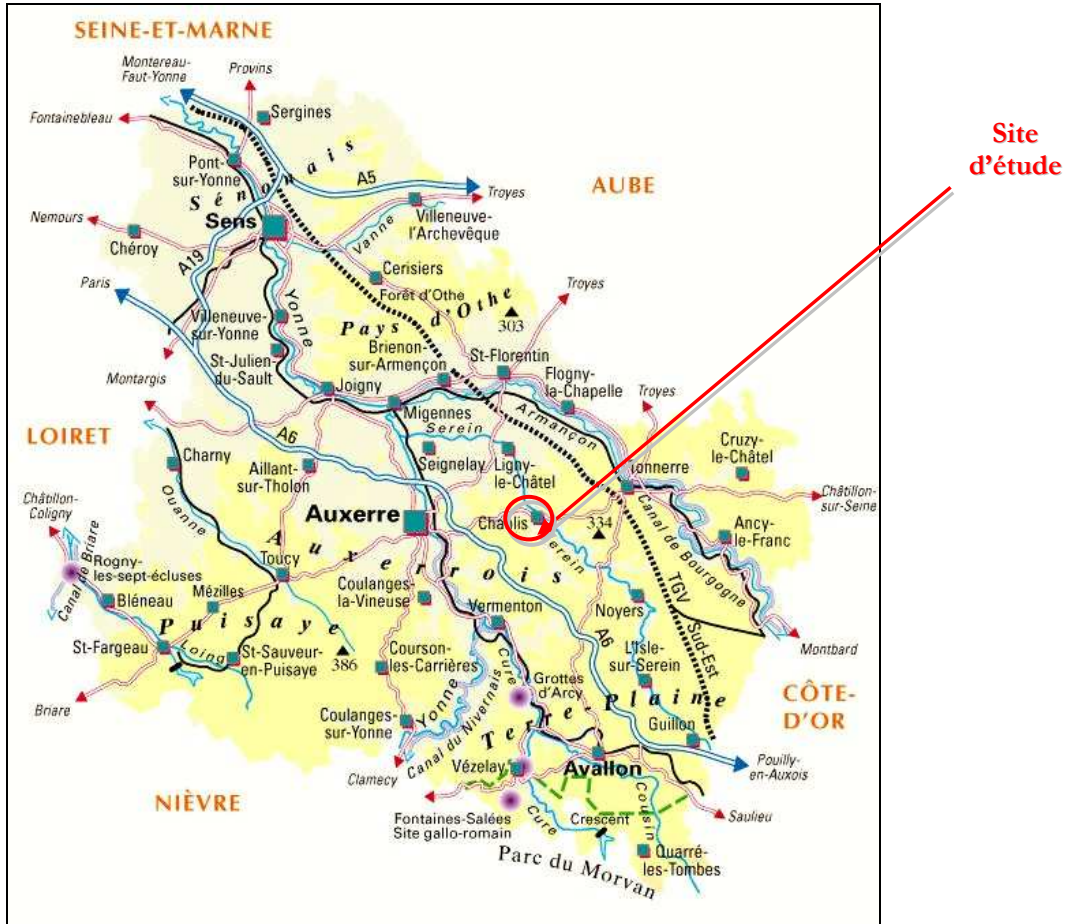 SEINE-ET-MARNE
Montereau-
Faut-Yonne
Provins
Sergines
Fontainebleau
Site
d'étude
Pont-
sur-Yonne
Sénonais
A5
Troyes
AUBE
Nemours
Sens
Villeneuve-
l'Archevêque
Vanne
Chéroy
A19
Cerisiers
Forêt d'Othe
Paris
Troyes
Yonne
Villeneuve-
sur-Yonne
Pays d'Othe
303
Brienon-
sur-Armençon
St-Florentin
St-Julien-
du-Sault
Flogny-
la-Chapelle
Montargis
Joigny
Troyes
Migennes
Armançon
Serein
LOIRET
A6
Cruzy-
le-Châtel
Charny
Aillant-
sur-Tholon
Seignelay
Ligny-
le-Châtel
Tonnerre
Châtillon-
Coligny
Ouanne
Châtillon-
sur-Seine
Auxerre
Chablis
334
Serein
Canal de Bourgogne
Ancy-
le-Franc
Canal de Briare
Rogny-
les-sept-écluses
Toucy
Auxerrois
TGV
Sud-Est
Bléneau
Mézilles
Coulanges-
la-Vineuse
Vermenton
Noyers
Puisaye
A6
St-Fargeau
Loing
St-Sauveur-
en-Puisaye
386
Courson-
les-Carrières
Cure
L'Isle-
sur-Serein
Montbard
Grottes
d'Arcy
Briare
Yonne
CÔTE-
D'OR
Coulanges-
sur-Yonne
Canal du Nivernais
Terre-Plaine
Guillon
Clamecy
Vézelay
Avallon
Pouilly-
en-Auxois
NIÈVRE
Fontaines-Salées
Site gallo-romain
Cure
Crescent
Cousin
Saulieu
Parc du Morvan
Quarré-
les-Tombes